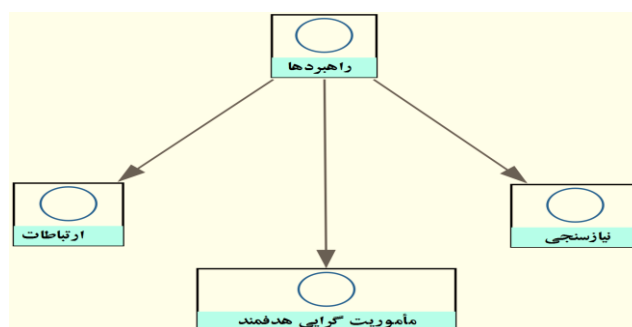 راهبردها
نیازسنجی
ارتباطات
مأموریت گرایی هدفمند